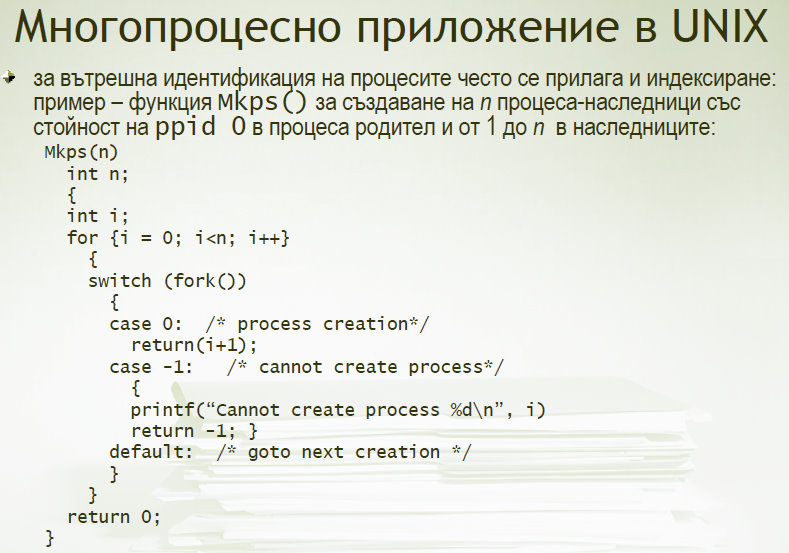 Многопроцесно приложение в UNIX
за вътрешна идентификация на процесите често се прилага и индексиране:
пример – функция Mkps() за създаване на n процеса-наследници със
стойност на ppid 0 в процеса родител и от 1 до n в наследниците:
Mkps(n)
int n;
{
int i;
for {i = 0; i<n; i++}
{
switch (fork())
{
case 0: /* process creation*/
return(i+1);
case -1: /* cannot create process*/
{
printf(“Cannot create process %d\n”, i)
return -1; }
default: /* goto next creation */
}
}
return 0;
}